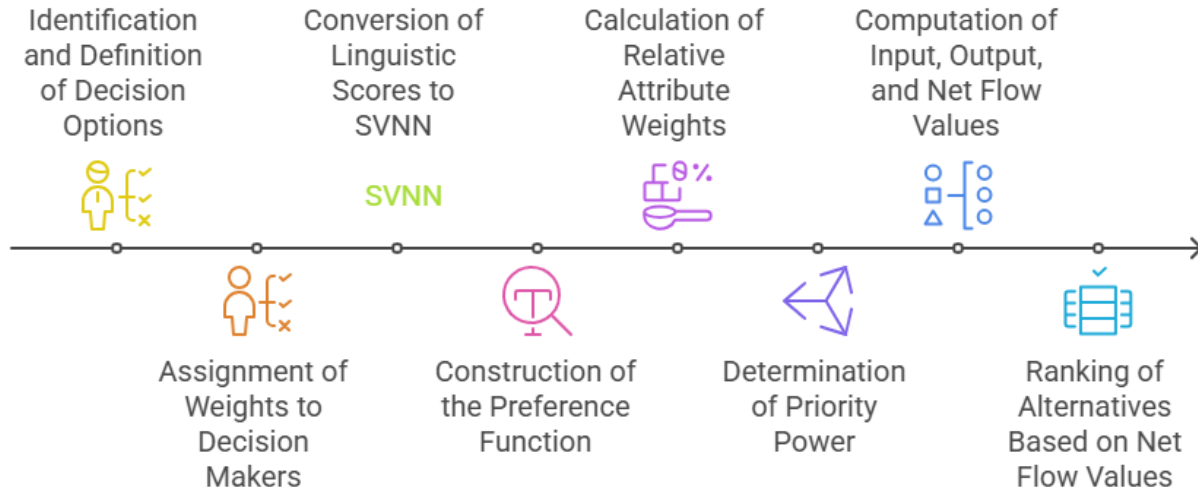 Identification
and Definition
of Decision
Options
Conversion of
Linguistic
Scores to
SVNN
Calculation of
Relative
Attribute
Weights
Computation of
Input, Output,
and Net Flow
Values
SVNN
Assignment of
Weights to
Decision
Makers
Construction of
the Preference
Function
Determination
of Priority
Power
Ranking of
Alternatives
Based on Net
Flow Values